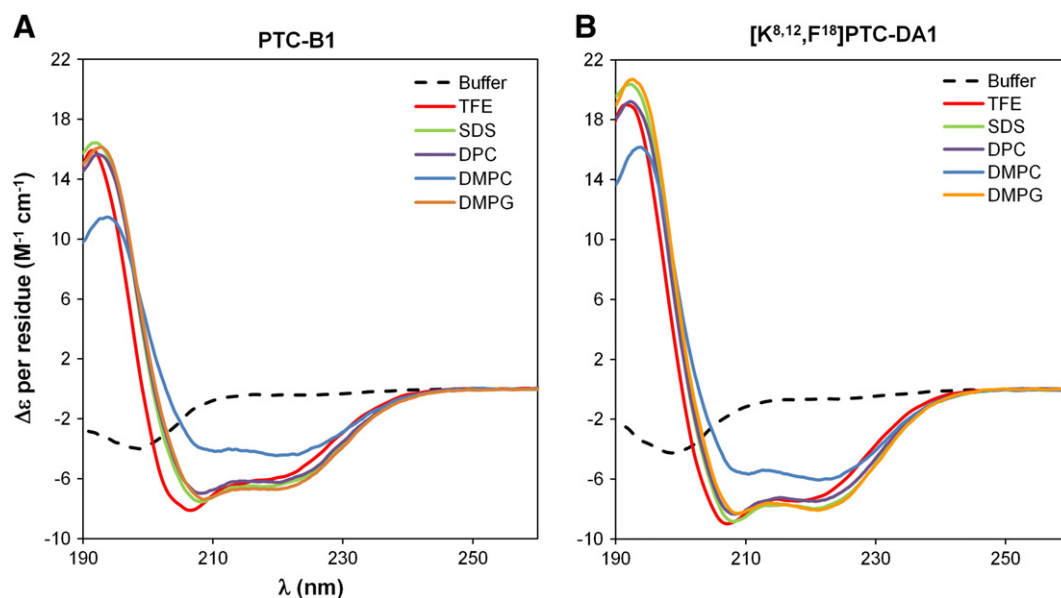 A
PTC-B1
Buffer
TFE
SDS
DPC
DMPC
DMPG
22
18
14
10
6
2
-2
-6
-10
190
210
230
250
λ (nm)
Δε per residue (M⁻¹ cm⁻¹)
B
[K⁸,¹²,F¹⁸]PTC-DA1
Buffer
TFE
SDS
DPC
DMPC
DMPG
22
18
14
10
6
2
-2
-6
-10
190
210
230
250
λ (nm)